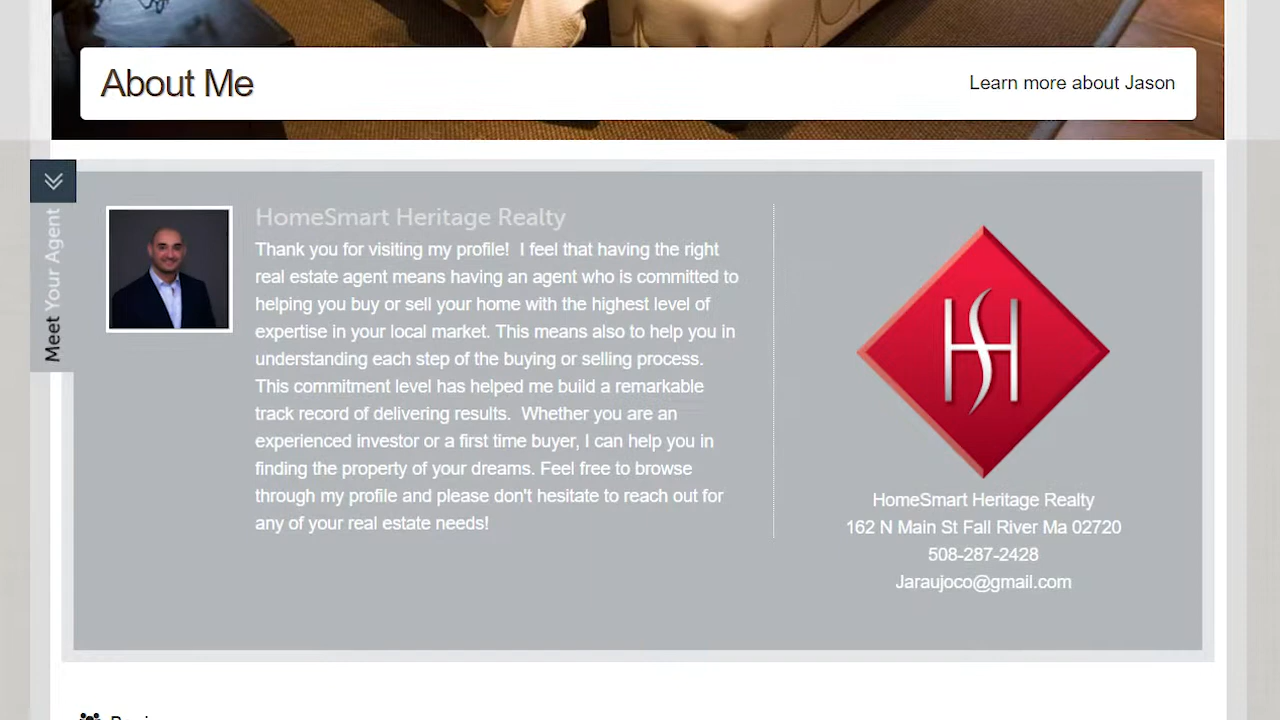 About Me
Learn more about Jason
Meet Your Agent
HomeSmart Heritage Realty
Thank you for visiting my profile!  I feel that having the right
real estate agent means having an agent who is committed to
helping you buy or sell your home with the highest level of
expertise in your local market. This means also to help you in
understanding each step of the buying or selling process.
This commitment level has helped me build a remarkable
track record of delivering results.  Whether you are an
experienced investor or a first time buyer, I can help you in
finding the property of your dreams. Feel free to browse
through my profile and please don't hesitate to reach out for
any of your real estate needs!
HS
HomeSmart Heritage Realty
162 N Main St Fall River Ma 02720
508-287-2428
Jaraujoco@gmail.com